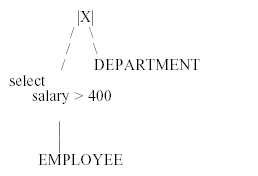 |X|
DEPARTMENT
select
salary > 400
EMPLOYEE